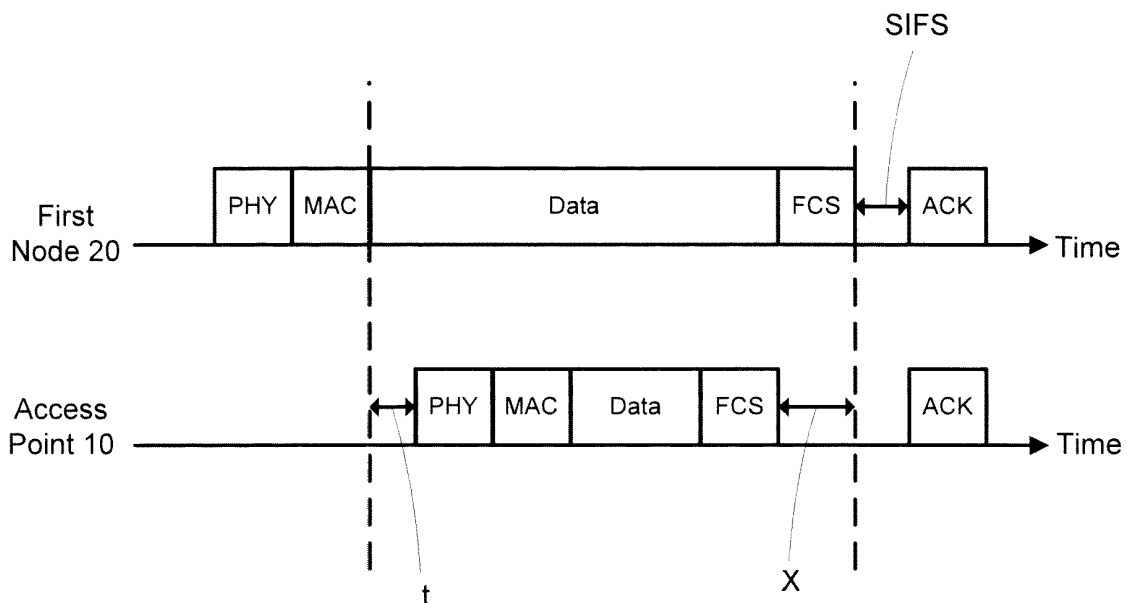 SIFS
PHY MAC Data FCS ACK
First
Node 20
Time
PHY MAC Data FCS ACK
Access
Point 10
Time
t
X